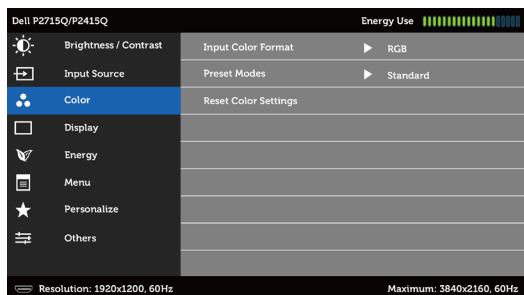 Dell P2715Q/P2415Q Energy Use
Brightness / Contrast
Input Source
Color
Display
Energy
Menu
Personalize
Others
Input Color Format RGB
Preset Modes Standard
Reset Color Settings
Resolution: 1920x1200, 60Hz Maximum: 3840x2160, 60Hz